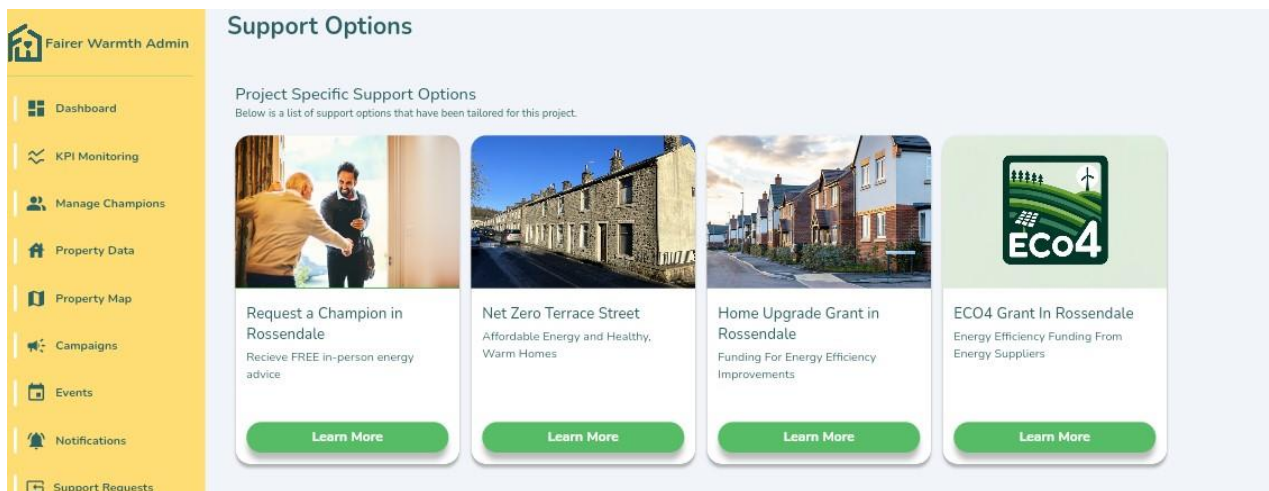 Fairer Warmth Admin
Dashboard
KPI Monitoring
Manage Champions
Property Data
Property Map
Campaigns
Events
Notifications
Support Requests
Support Options
Project Specific Support Options
Below is a list of support options that have been tailored for this project.
Request a Champion in
Rossendale
Recieve FREE in-person energy
advice
Learn More
Net Zero Terrace Street
Affordable Energy and Healthy,
Warm Homes
Learn More
Home Upgrade Grant in
Rossendale
Funding For Energy Efficiency
Improvements
Learn More
ECO4
ECO4 Grant In Rossendale
Energy Efficiency Funding From
Energy Suppliers
Learn More